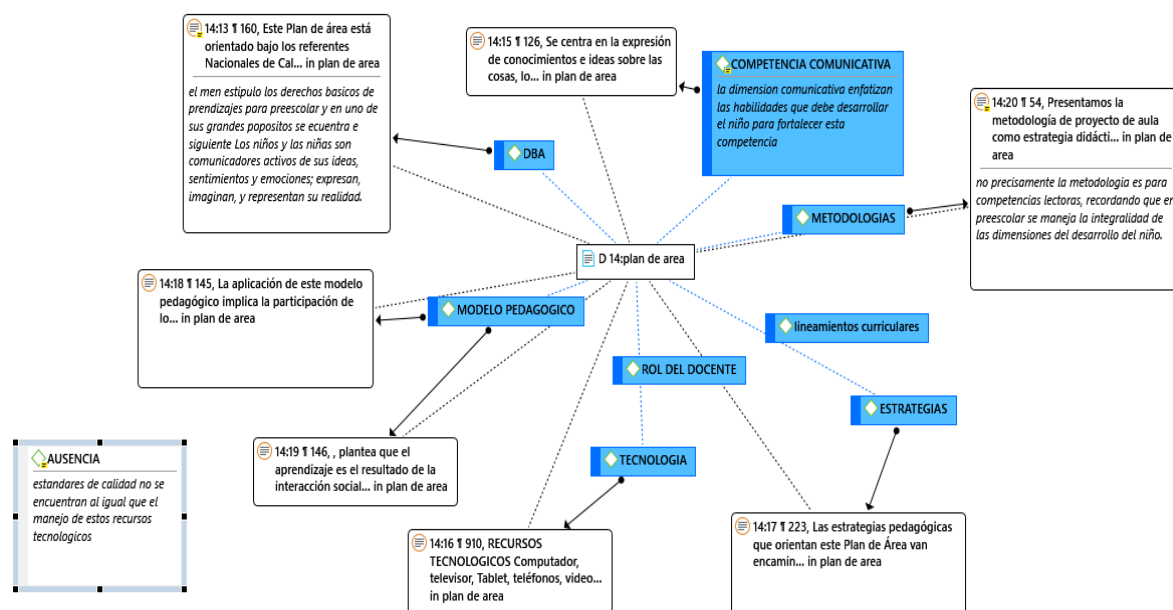 14:13 ¶ 160, Este Plan de área está
orientado bajo los referentes
Nacionales de Cal... in plan de area
el men estipulo los derechos basicos de
prendizajes para preescolar y en uno de
sus grandes popositos se ecuentra e
siguiente Los niños y las niñas son
comunicadores activos de sus ideas,
sentimientos y emociones; expresan,
imaginan, y representan su realidad.
14:15 ¶ 126, Se centra en la expresión
de conocimientos e ideas sobre las
cosas, lo... in plan de area
COMPETENCIA COMUNICATIVA
la dimension comunicativa enfatizan
las habilidades que debe desarrollar
el niño para fortalecer esta
competencia
14:20 ¶ 54, Presentamos la
metodología de proyecto de aula
como estrategia didácti... in plan de
area
no precisamente la metodologia es para
competencias lectoras, recordando que en
preescolar se maneja la integralidad de
las dimensiones del desarrollo del niño.
DBA
METODOLOGIAS
D 14:plan de area
14:18 ¶ 145, La aplicación de este modelo
pedagógico implica la participación de
lo... in plan de area
MODELO PEDAGOGICO
lineamientos curriculares
ROL DEL DOCENTE
ESTRATEGIAS
AUSENCIA
estandares de calidad no se
encuentran al igual que el
manejo de estos recursos
tecnologicos
14:19 ¶ 146, , plantea que el
aprendizaje es el resultado de la
interacción social... in plan de area
TECNOLOGIA
14:16 ¶ 910, RECURSOS
TECNOLOGICOS Computador,
televisor, Tablet, teléfonos, video...
in plan de area
14:17 ¶ 223, Las estrategias pedagógicas
que orientan este Plan de Área van
encamin... in plan de area